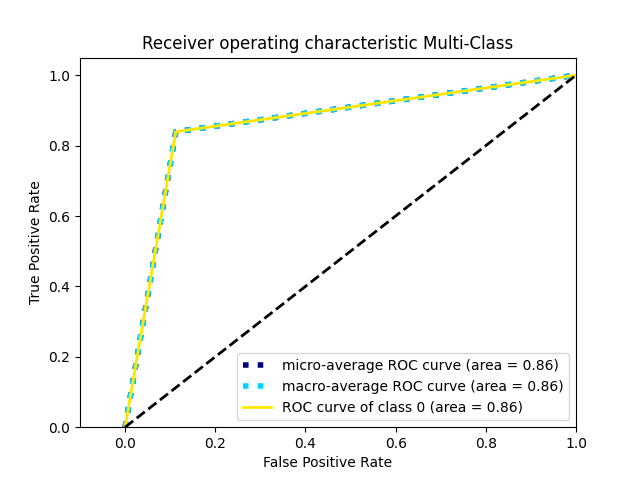 Receiver operating characteristic Multi-Class
True Positive Rate
1.0
0.8
0.6
0.4
0.2
0.0
micro-average ROC curve (area = 0.86)
macro-average ROC curve (area = 0.86)
ROC curve of class 0 (area = 0.86)
0.0 0.2 0.4 0.6 0.8 1.0
False Positive Rate